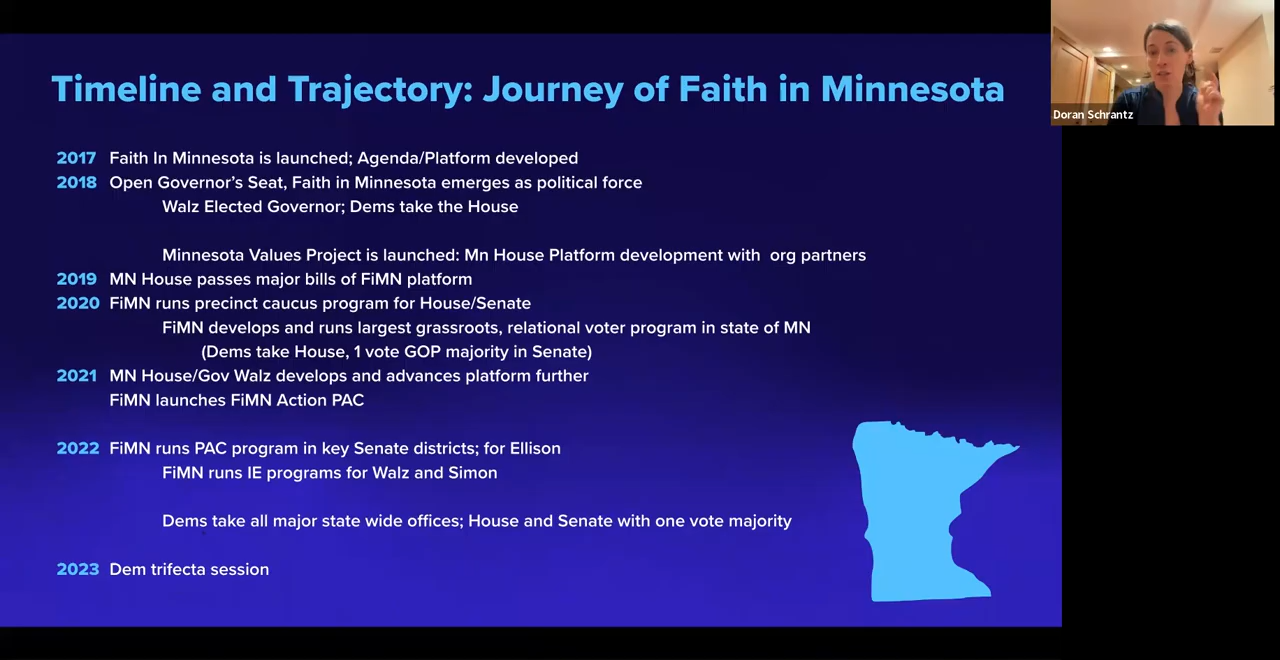 Timeline and Trajectory: Journey of Faith in Minnesota
Doran Schrantz
2017 Faith In Minnesota is launched; Agenda/Platform developed
2018 Open Governor's Seat, Faith in Minnesota emerges as political force
Walz Elected Governor; Dems take the House
Minnesota Values Project is launched: Mn House Platform development with org partners
2019 MN House passes major bills of FiMN platform
2020 FiMN runs precinct caucus program for House/Senate
FiMN develops and runs largest grassroots, relational voter program in state of MN
(Dems take House, 1 vote GOP majority in Senate)
2021 MN House/Gov Walz develops and advances platform further
FiMN launches FiMN Action PAC
2022 FiMN runs PAC program in key Senate districts; for Ellison
FiMN runs IE programs for Walz and Simon
Dems take all major state wide offices; House and Senate with one vote majority
2023 Dem trifecta session